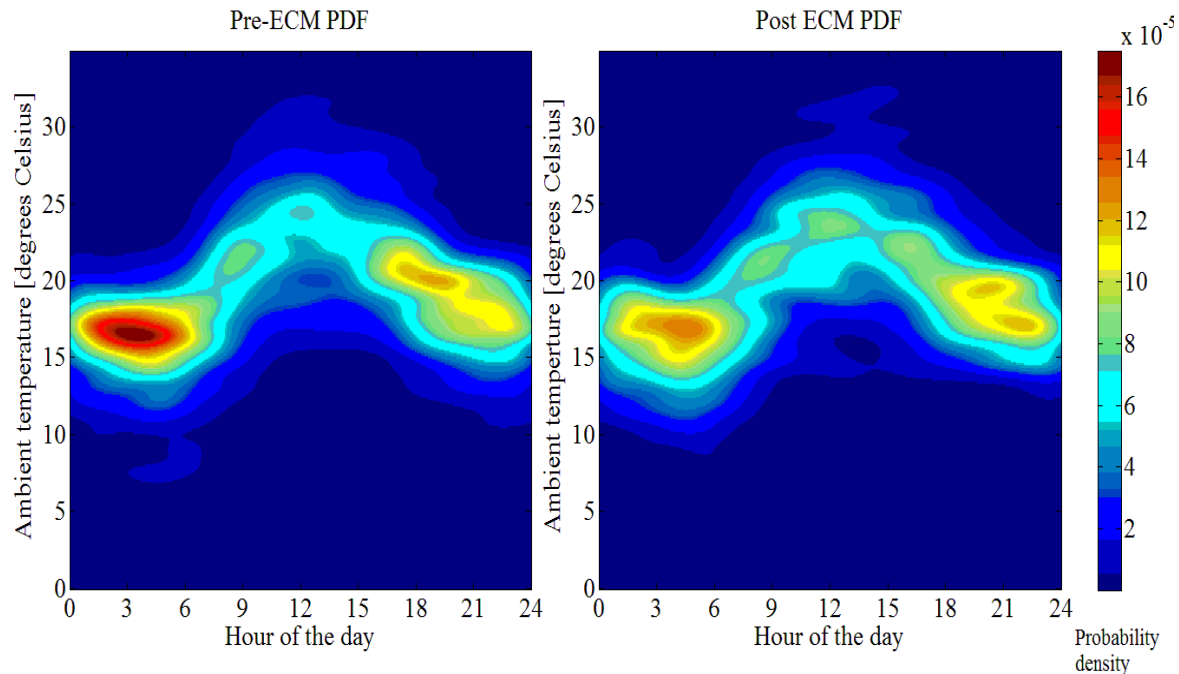 Pre-ECM PDF
Post ECM PDF
x 10-5
Ambient temperature [degrees Celsius]
30
25
20
15
10
5
0
0 3 6 9 12 15 18 21 24
Hour of the day
Ambient temperture [degrees Celsius]
30
25
20
15
10
5
0
0 3 6 9 12 15 18 21 24
Hour of the day
16
14
12
10
8
6
4
2
Probability
density